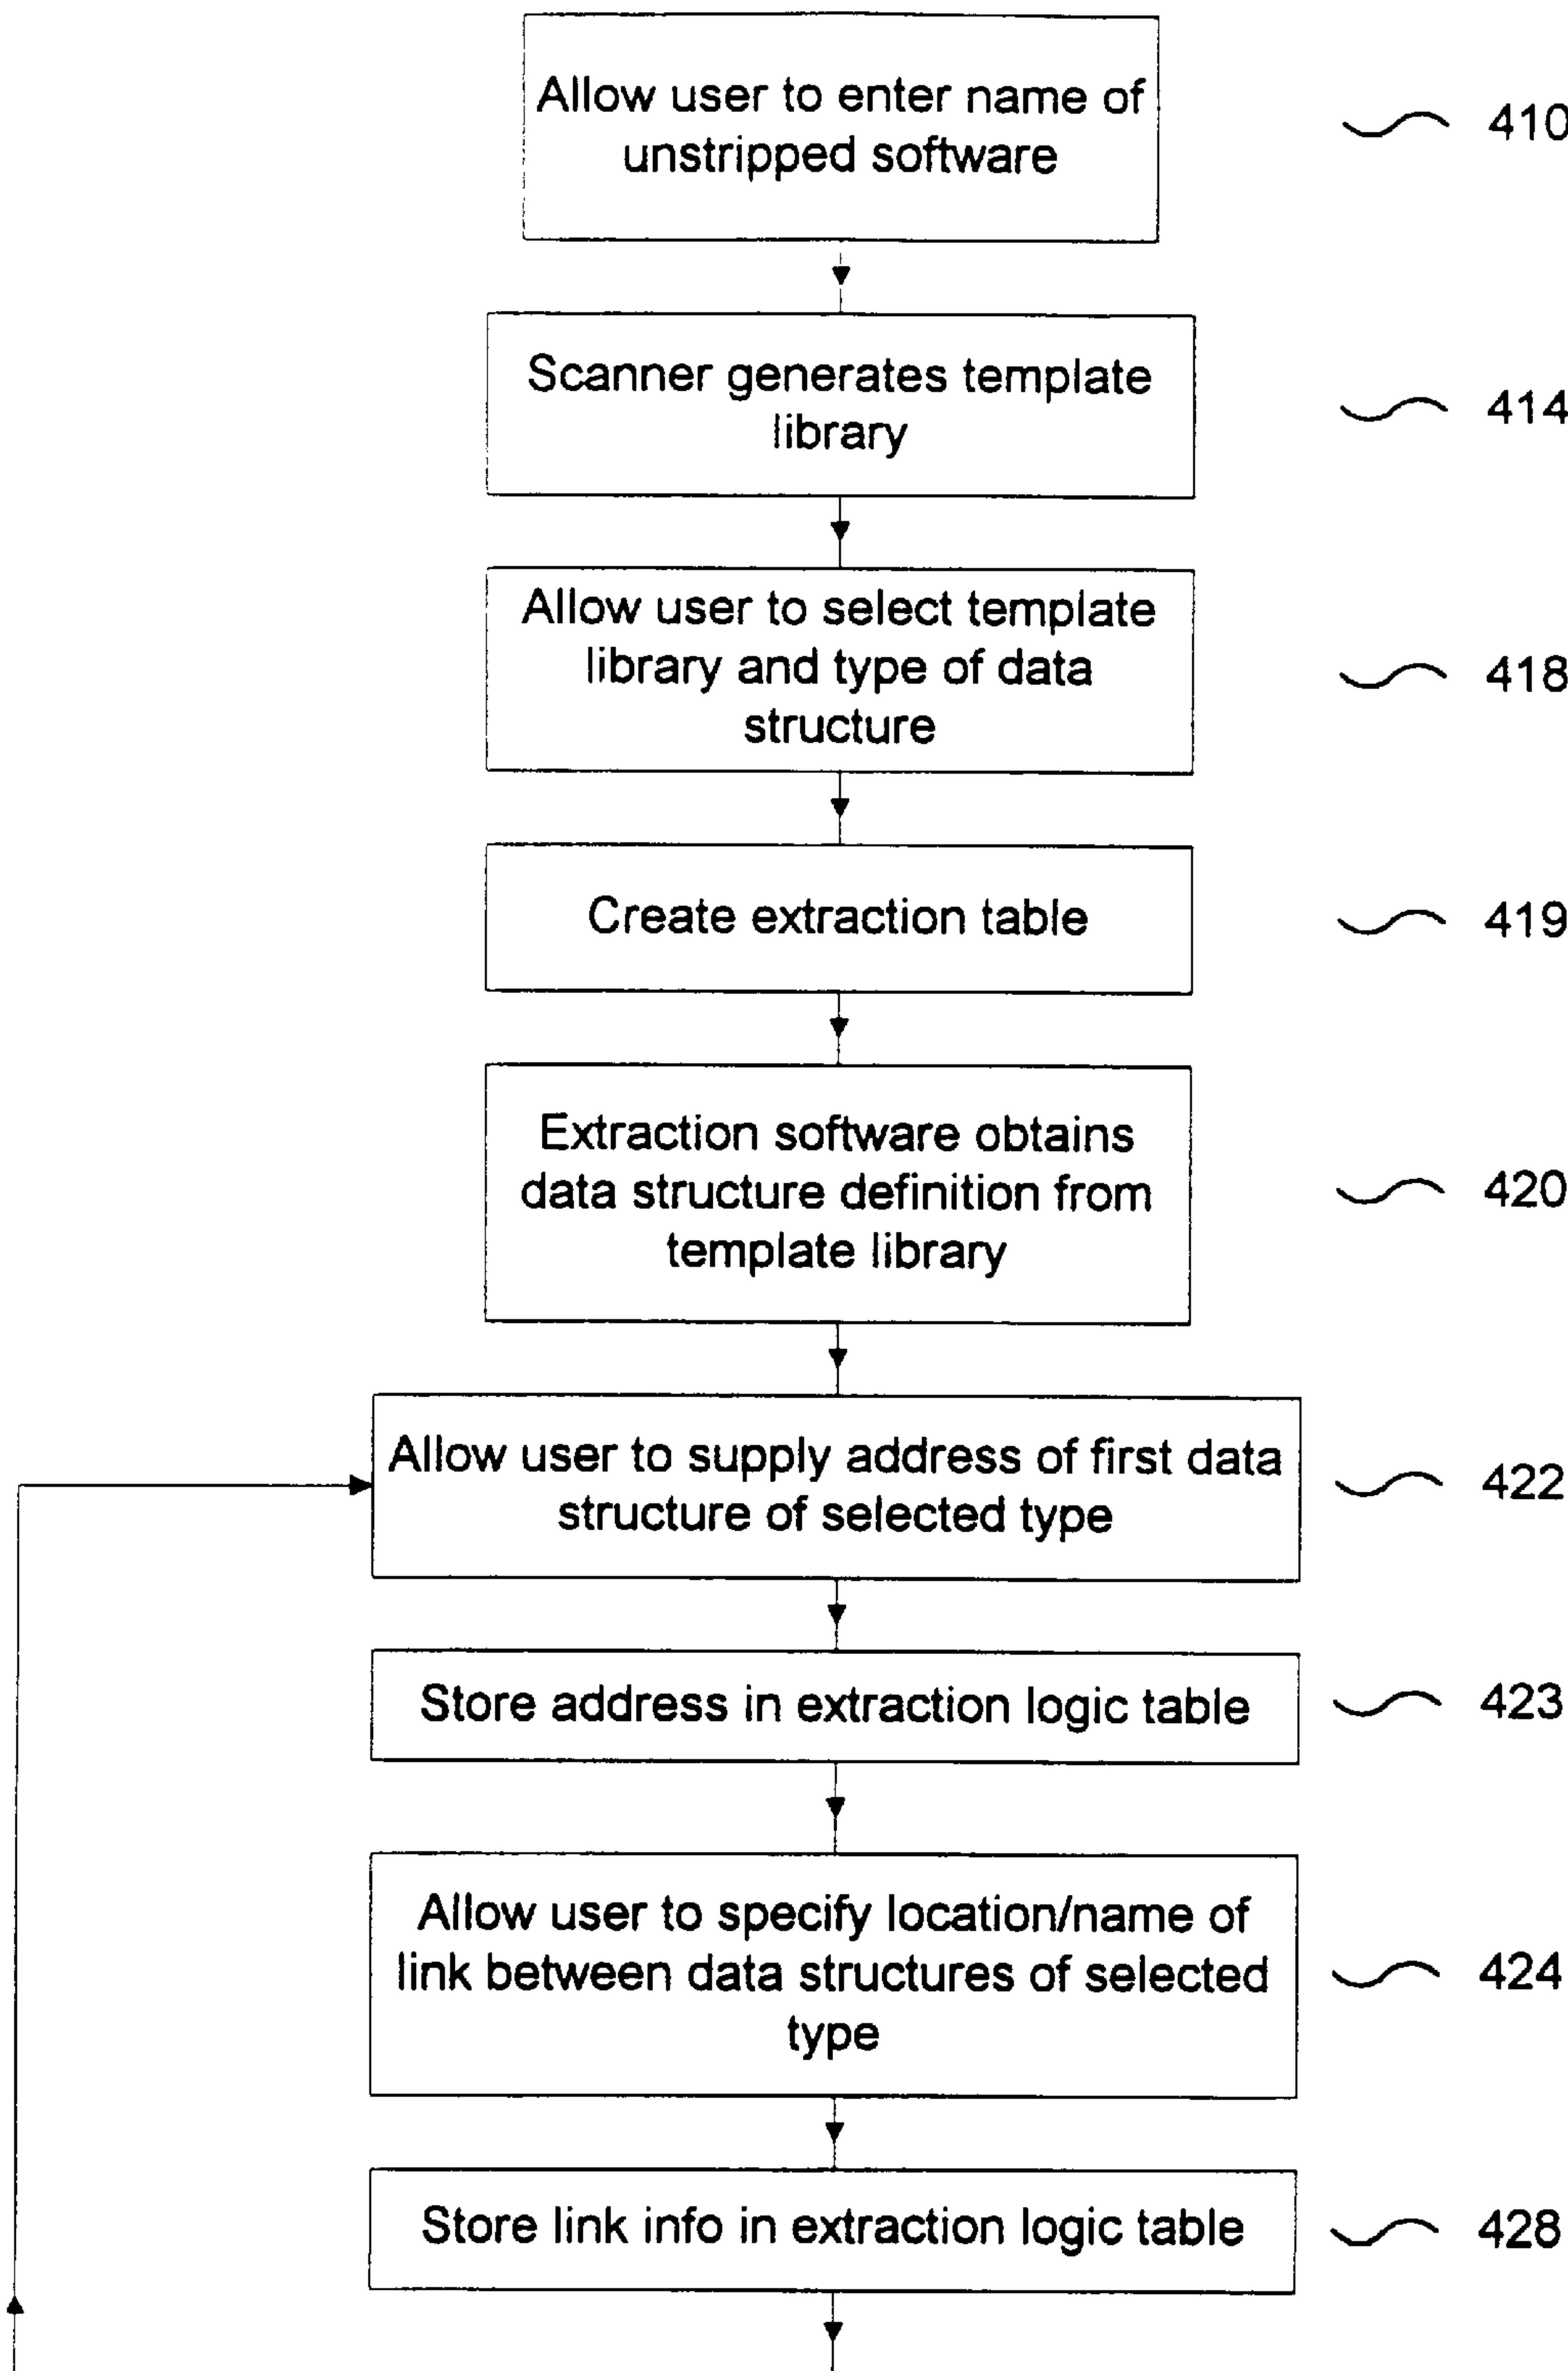 Allow user to enter name of
unstripped software
410
Scanner generates template
library
414
Allow user to select template
library and type of data
structure
418
Create extraction table
419
Extraction software obtains
data structure definition from
template library
420
Allow user to supply address of first data
structure of selected type
422
Store address in extraction logic table
423
Allow user to specify location/name of
link between data structures of selected
type
424
Store link info in extraction logic table
428